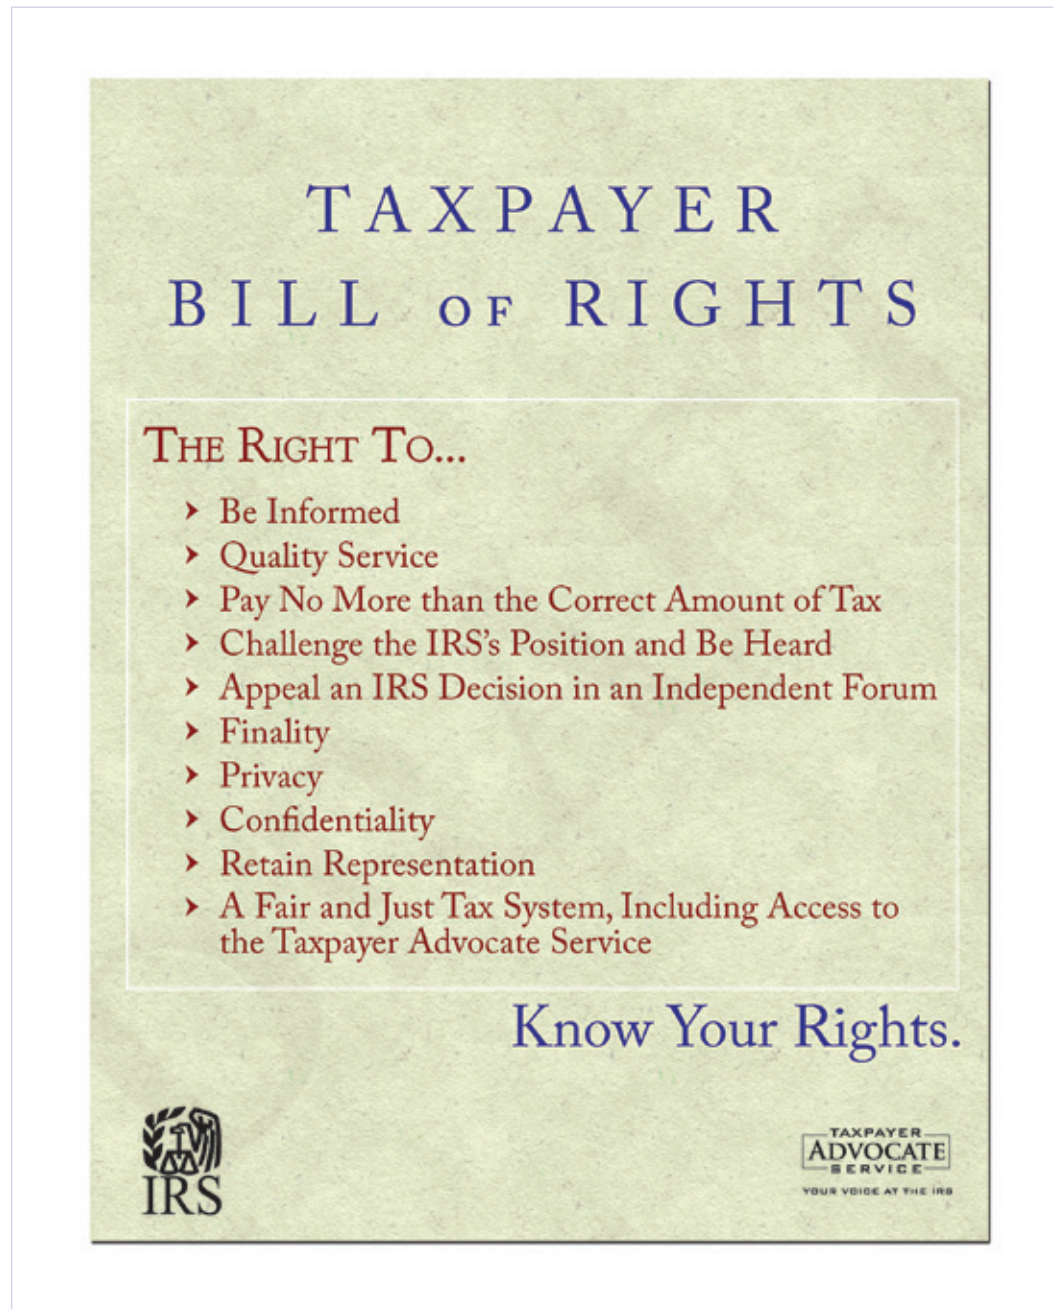 TAXPAYER
BILL OF RIGHTS
THE RIGHT TO...
➤ Be Informed
➤ Quality Service
➤ Pay No More than the Correct Amount of Tax
➤ Challenge the IRS’s Position and Be Heard
➤ Appeal an IRS Decision in an Independent Forum
➤ Finality
➤ Privacy
➤ Confidentiality
➤ Retain Representation
➤ A Fair and Just Tax System, Including Access to
the Taxpayer Advocate Service
Know Your Rights.
IRS
TAXPAYER
ADVOCATE
SERVICE
YOUR VOICE AT THE IRS